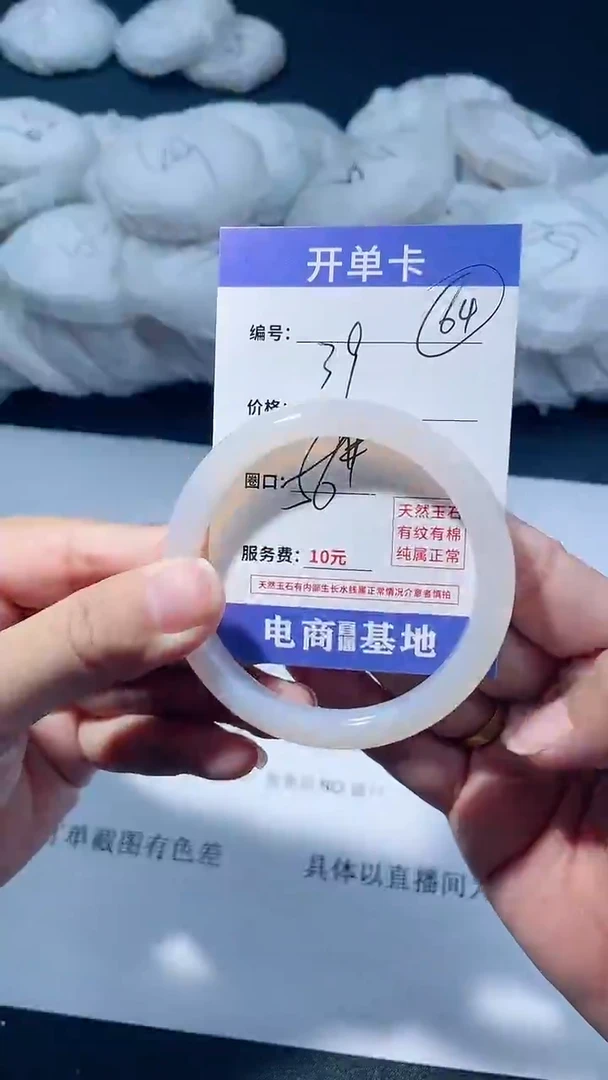 开单卡
64
编号:
39
价格:
圈口: 56#
天然玉石
有纹有棉
纯属正常
服务费: 10元
天然玉石有内部生长水线属正常情况介意者慎拍
电商直播基地
单截图有色差 具体以直播间